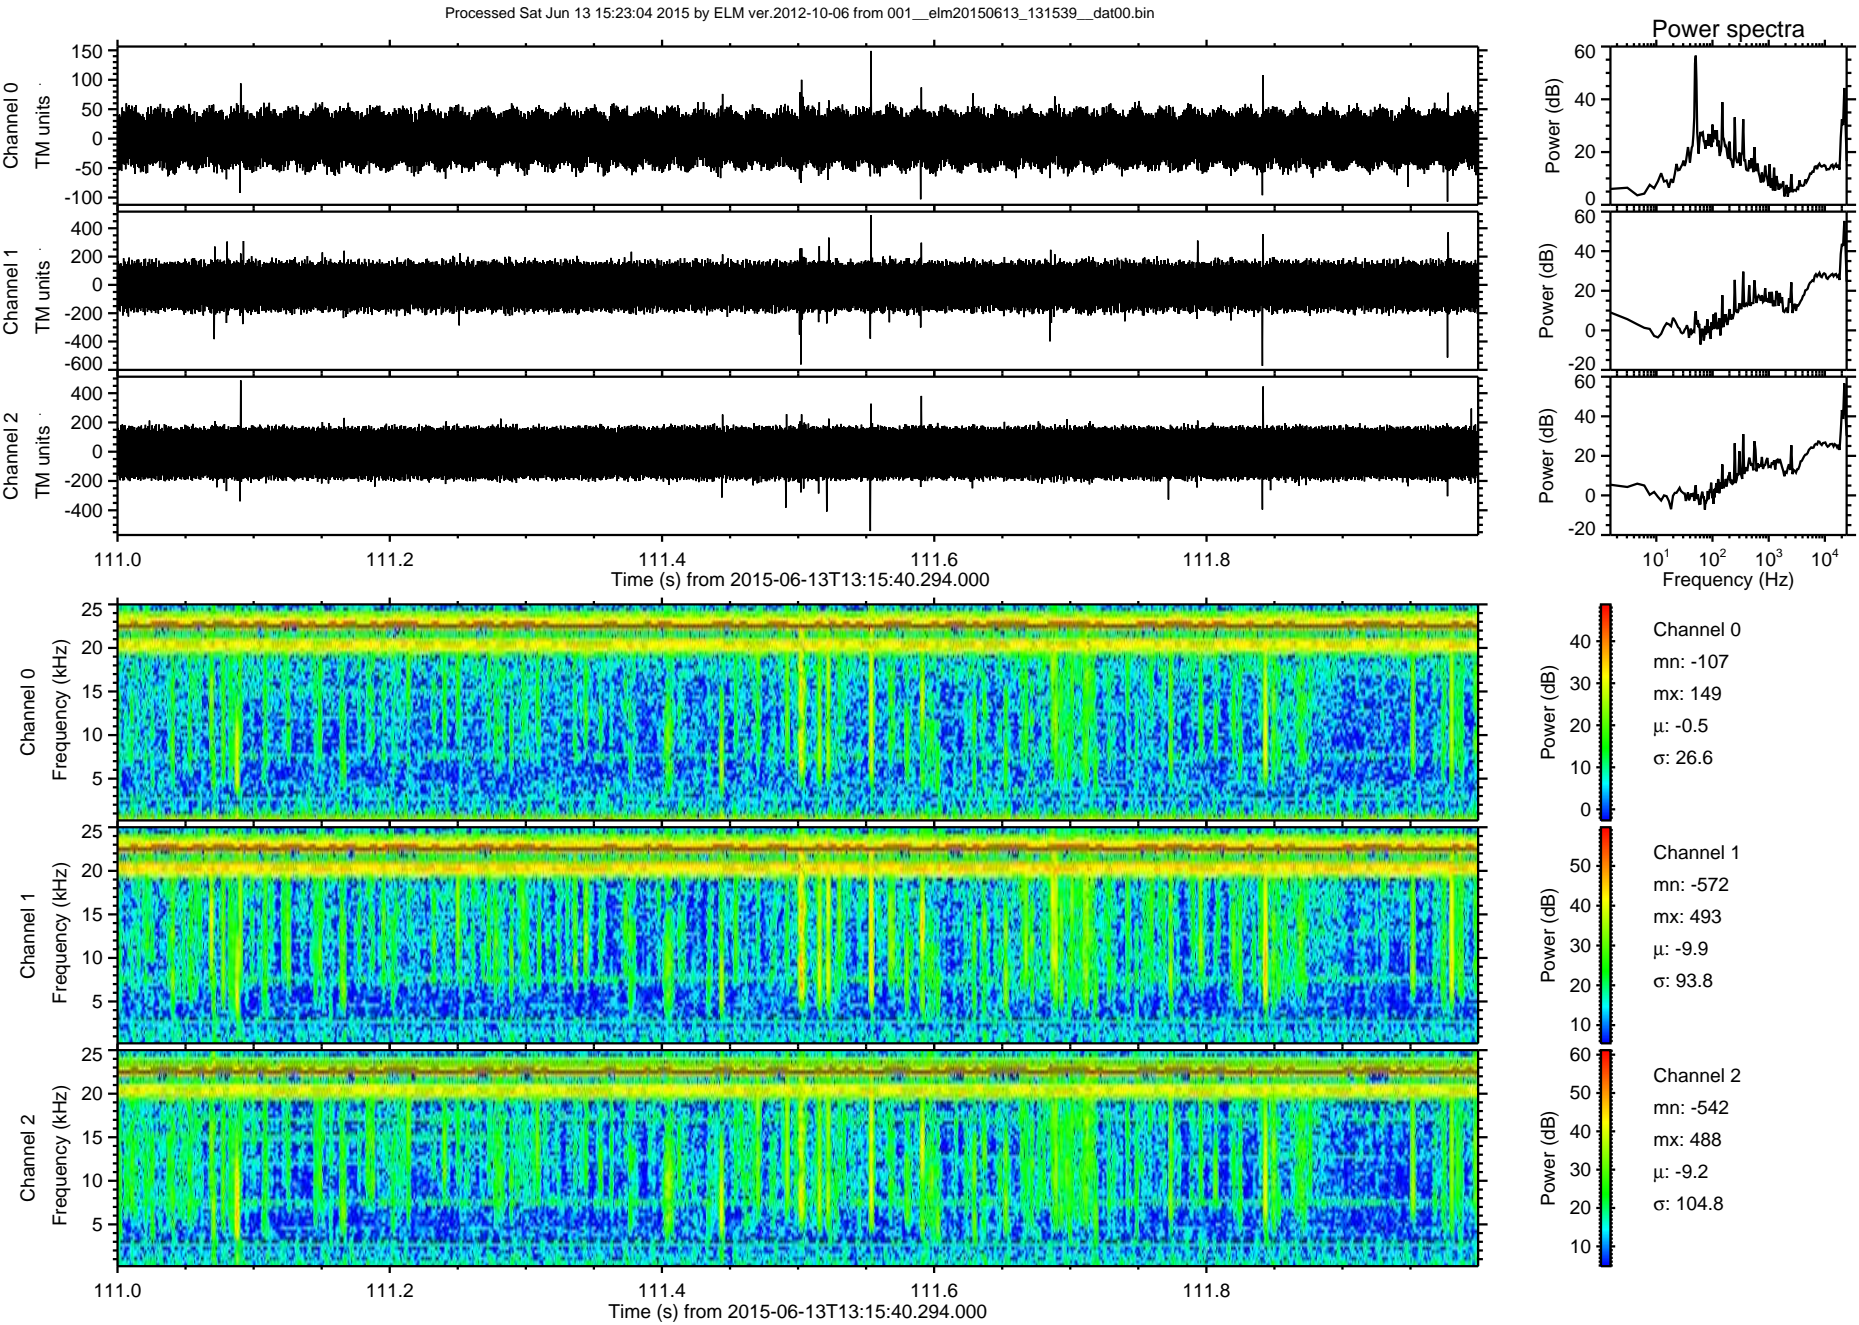 Processed Sat Jun 13 15:23:04 2015 by ELM ver.2012-10-06 from 001__elm20150613_131539__dat00.bin
Power spectra
Channel 0
TM units
150
100
50
0
-50
-100
Power (dB)
60
40
20
0
Channel 1
TM units
400
200
0
-200
-400
-600
Power (dB)
60
40
20
0
-20
Channel 2
TM units
400
200
0
-200
-400
Power (dB)
60
40
20
0
-20
111.0 111.2 111.4 111.6 111.8
Time (s) from 2015-06-13T13:15:40.294.000
10^1 10^2 10^3 10^4
Frequency (Hz)
Channel 0
Frequency (kHz)
25
20
15
10
5
Power (dB)
40
30
20
10
0
Channel 0
mn: -107
mx: 149
μ: -0.5
σ: 26.6
Channel 1
Frequency (kHz)
25
20
15
10
5
Power (dB)
50
40
30
20
10
Channel 1
mn: -572
mx: 493
μ: -9.9
σ: 93.8
Channel 2
Frequency (kHz)
25
20
15
10
5
Power (dB)
60
50
40
30
20
10
Channel 2
mn: -542
mx: 488
μ: -9.2
σ: 104.8
111.0 111.2 111.4 111.6 111.8
Time (s) from 2015-06-13T13:15:40.294.000